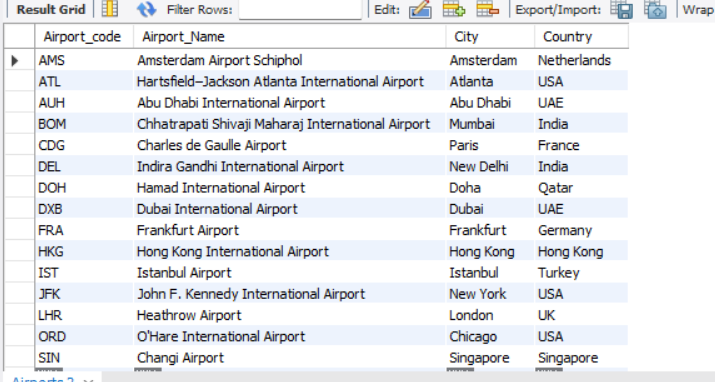 Result Grid Filter Rows: Edit: Export/Import: Wrap
Airport_code Airport_Name City Country
AMS Amsterdam Airport Schiphol Amsterdam Netherlands
ATL Hartsfield–Jackson Atlanta International Airport Atlanta USA
AUH Abu Dhabi International Airport Abu Dhabi UAE
BOM Chhatrapati Shivaji Maharaj International Airport Mumbai India
CDG Charles de Gaulle Airport Paris France
DEL Indira Gandhi International Airport New Delhi India
DOH Hamad International Airport Doha Qatar
DXB Dubai International Airport Dubai UAE
FRA Frankfurt Airport Frankfurt Germany
HKG Hong Kong International Airport Hong Kong Hong Kong
IST Istanbul Airport Istanbul Turkey
JFK John F. Kennedy International Airport New York USA
LHR Heathrow Airport London UK
ORD O'Hare International Airport Chicago USA
SIN Changi Airport Singapore Singapore